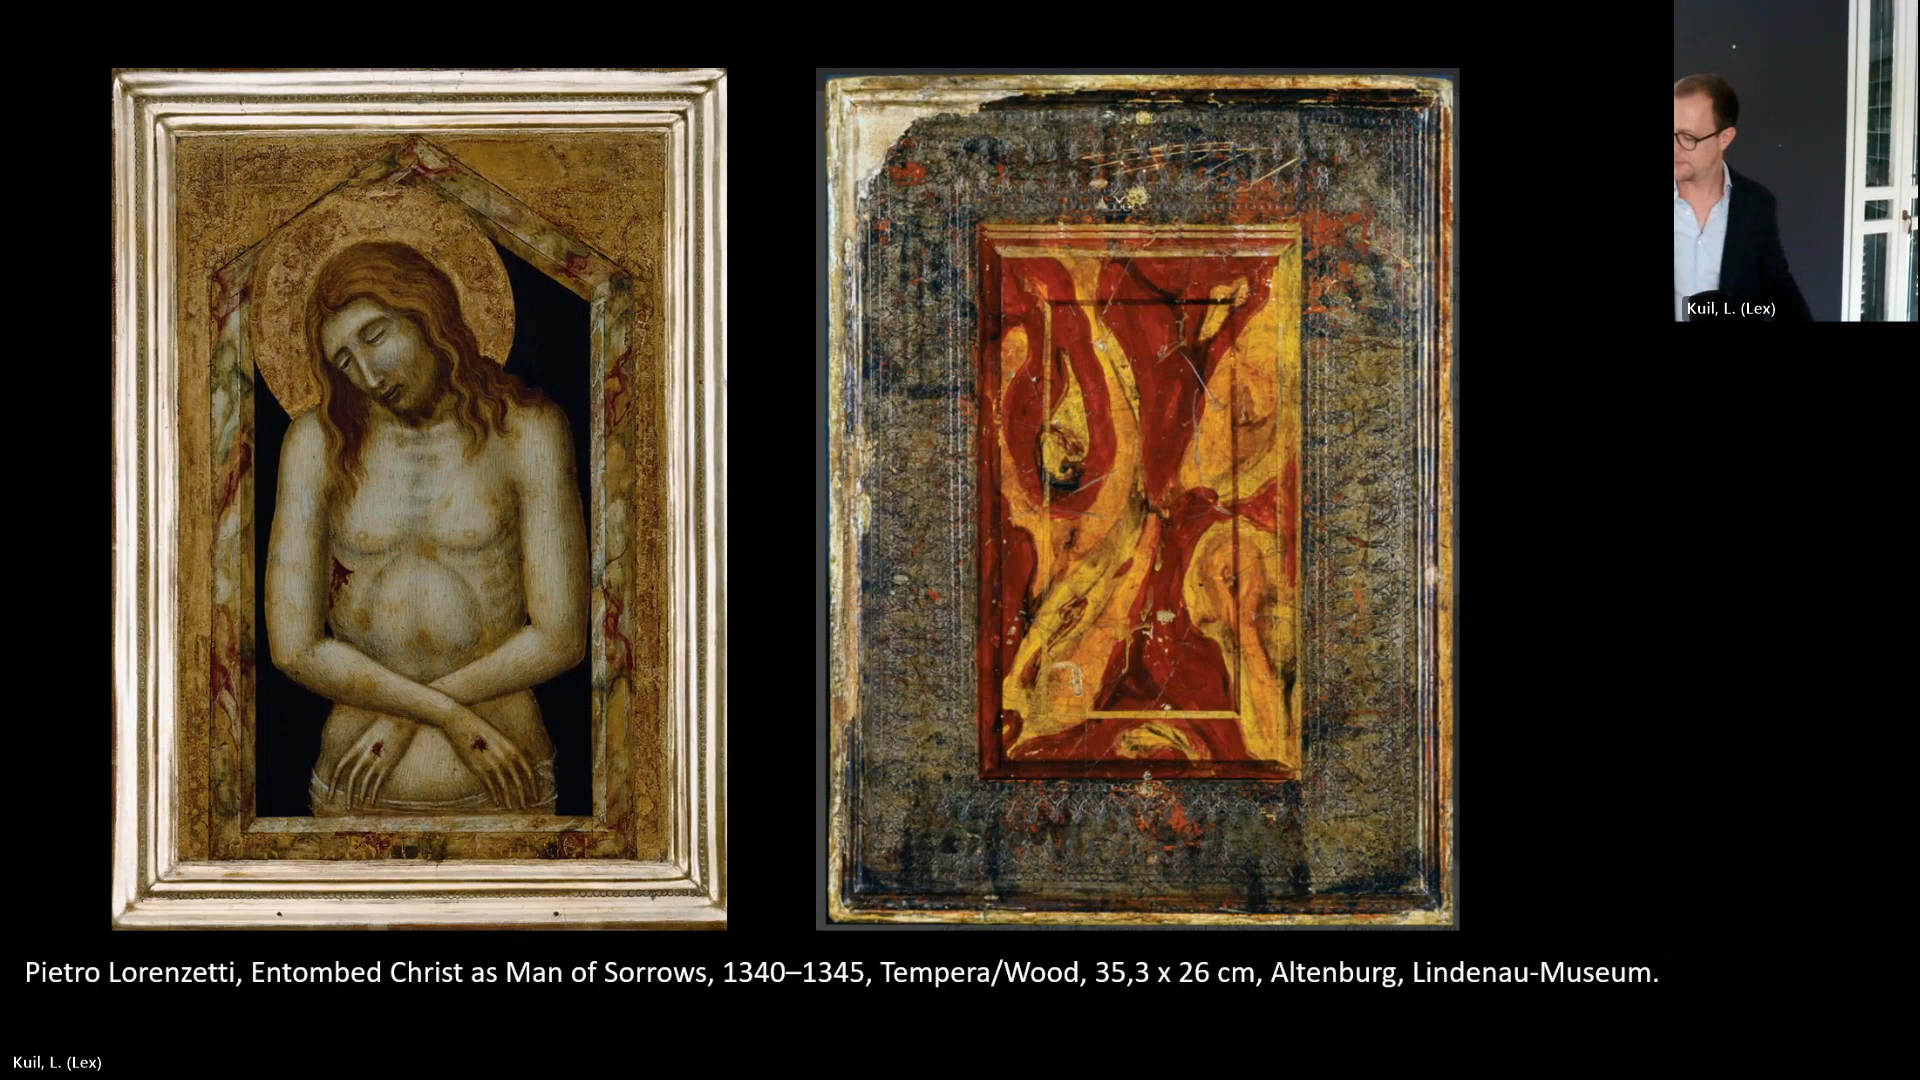 Kuil, L. (Lex)
Pietro Lorenzetti, Entombed Christ as Man of Sorrows, 1340–1345, Tempera/Wood, 35,3 x 26 cm, Altenburg, Lindenau-Museum.
Kuil, L. (Lex)